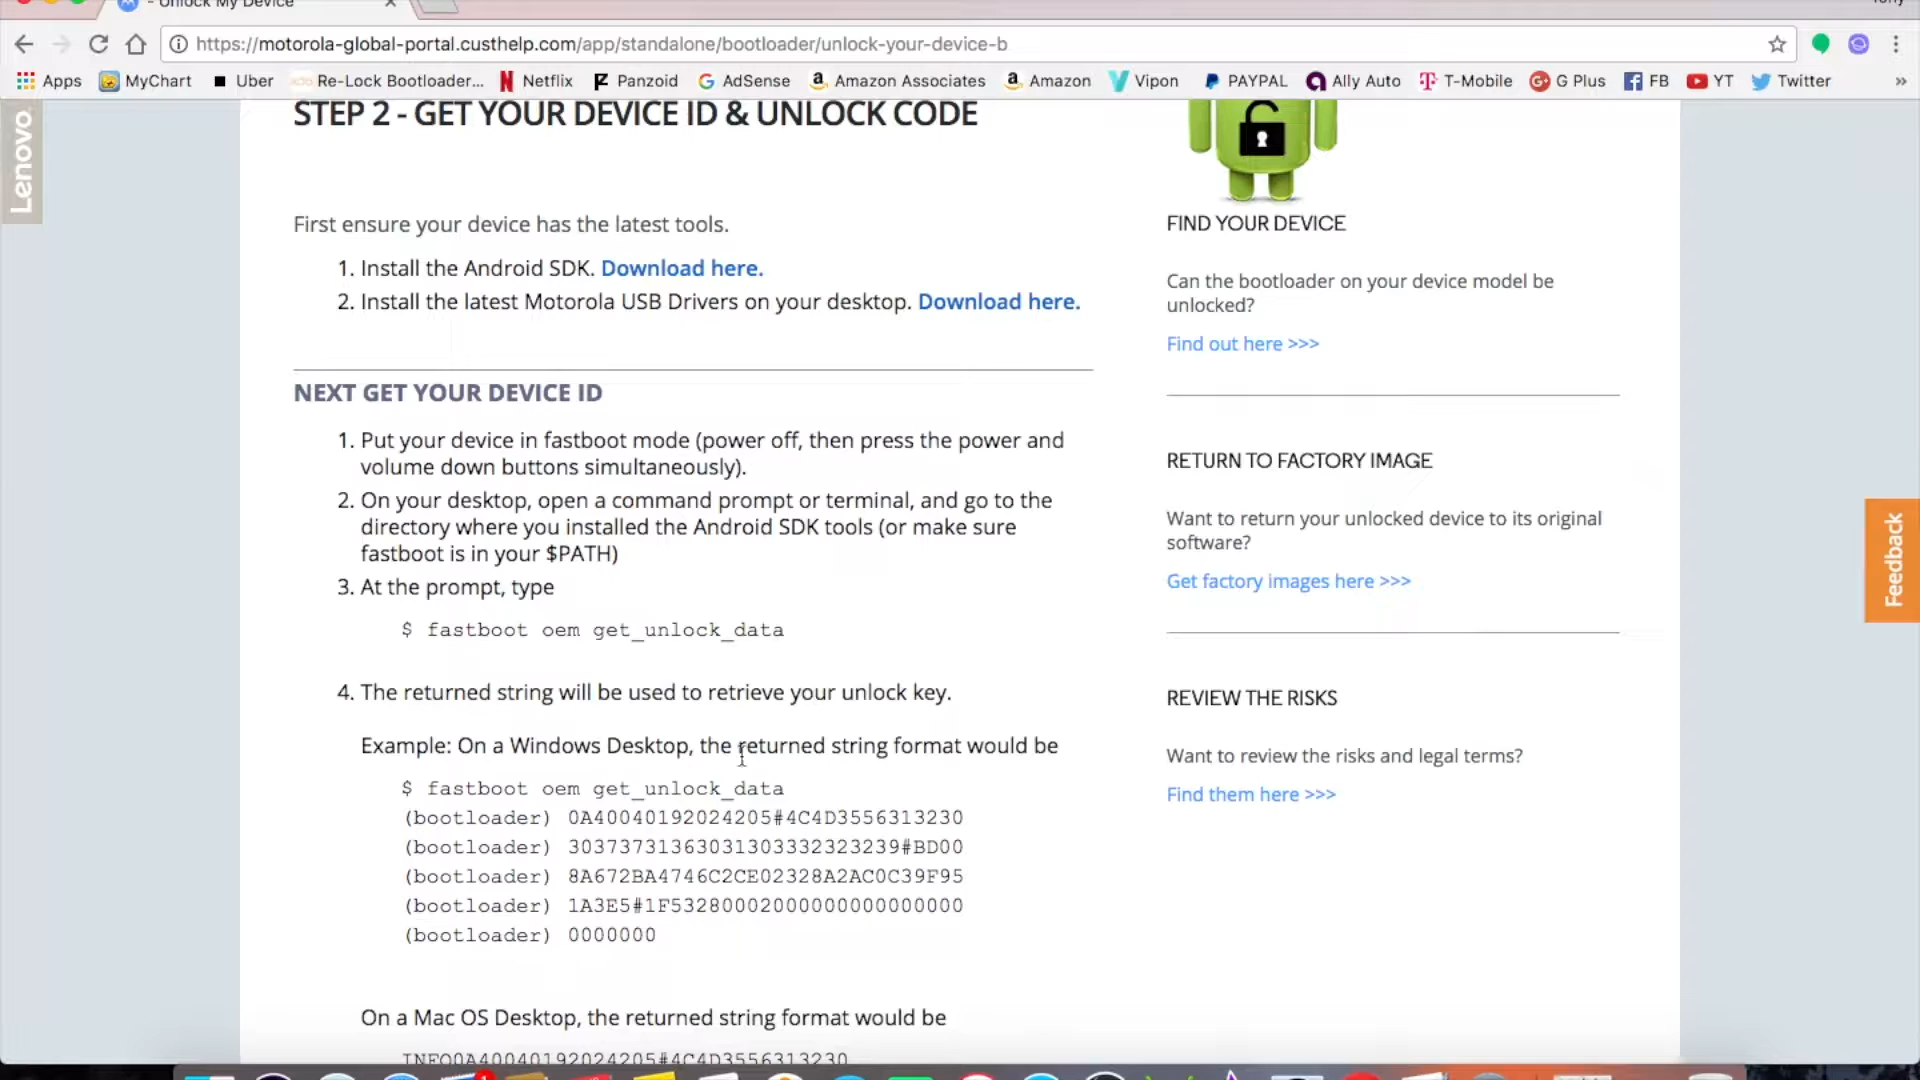 - Unlock My Device
https://motorola-global-portal.custhelp.com/app/standalone/bootloader/unlock-your-device-b
Apps MyChart Uber Re-Lock Bootloader... Netflix Panzoid AdSense Amazon Associates Amazon Vipon PAYPAL Ally Auto T-Mobile G Plus FB YT Twitter »
Lenovo
STEP 2 - GET YOUR DEVICE ID & UNLOCK CODE
First ensure your device has the latest tools.
1. Install the Android SDK. Download here.
2. Install the latest Motorola USB Drivers on your desktop. Download here.
NEXT GET YOUR DEVICE ID
1. Put your device in fastboot mode (power off, then press the power and
volume down buttons simultaneously).
2. On your desktop, open a command prompt or terminal, and go to the
directory where you installed the Android SDK tools (or make sure
fastboot is in your $PATH)
3. At the prompt, type
$ fastboot oem get_unlock_data
4. The returned string will be used to retrieve your unlock key.
Example: On a Windows Desktop, the returned string format would be
$ fastboot oem get_unlock_data
(bootloader) 0A40040192024205#4C4D3556313230
(bootloader) 30373731363031303332323239#BD00
(bootloader) 8A672BA4746C2CE02328A2AC0C39F95
(bootloader) 1A3E5#1F53280002000000000000000
(bootloader) 0000000
On a Mac OS Desktop, the returned string format would be
INFO0A40040192024205#4C4D3556313230
FIND YOUR DEVICE
Can the bootloader on your device model be
unlocked?
Find out here >>>
RETURN TO FACTORY IMAGE
Want to return your unlocked device to its original
software?
Get factory images here >>>
REVIEW THE RISKS
Want to review the risks and legal terms?
Find them here >>>
Feedback